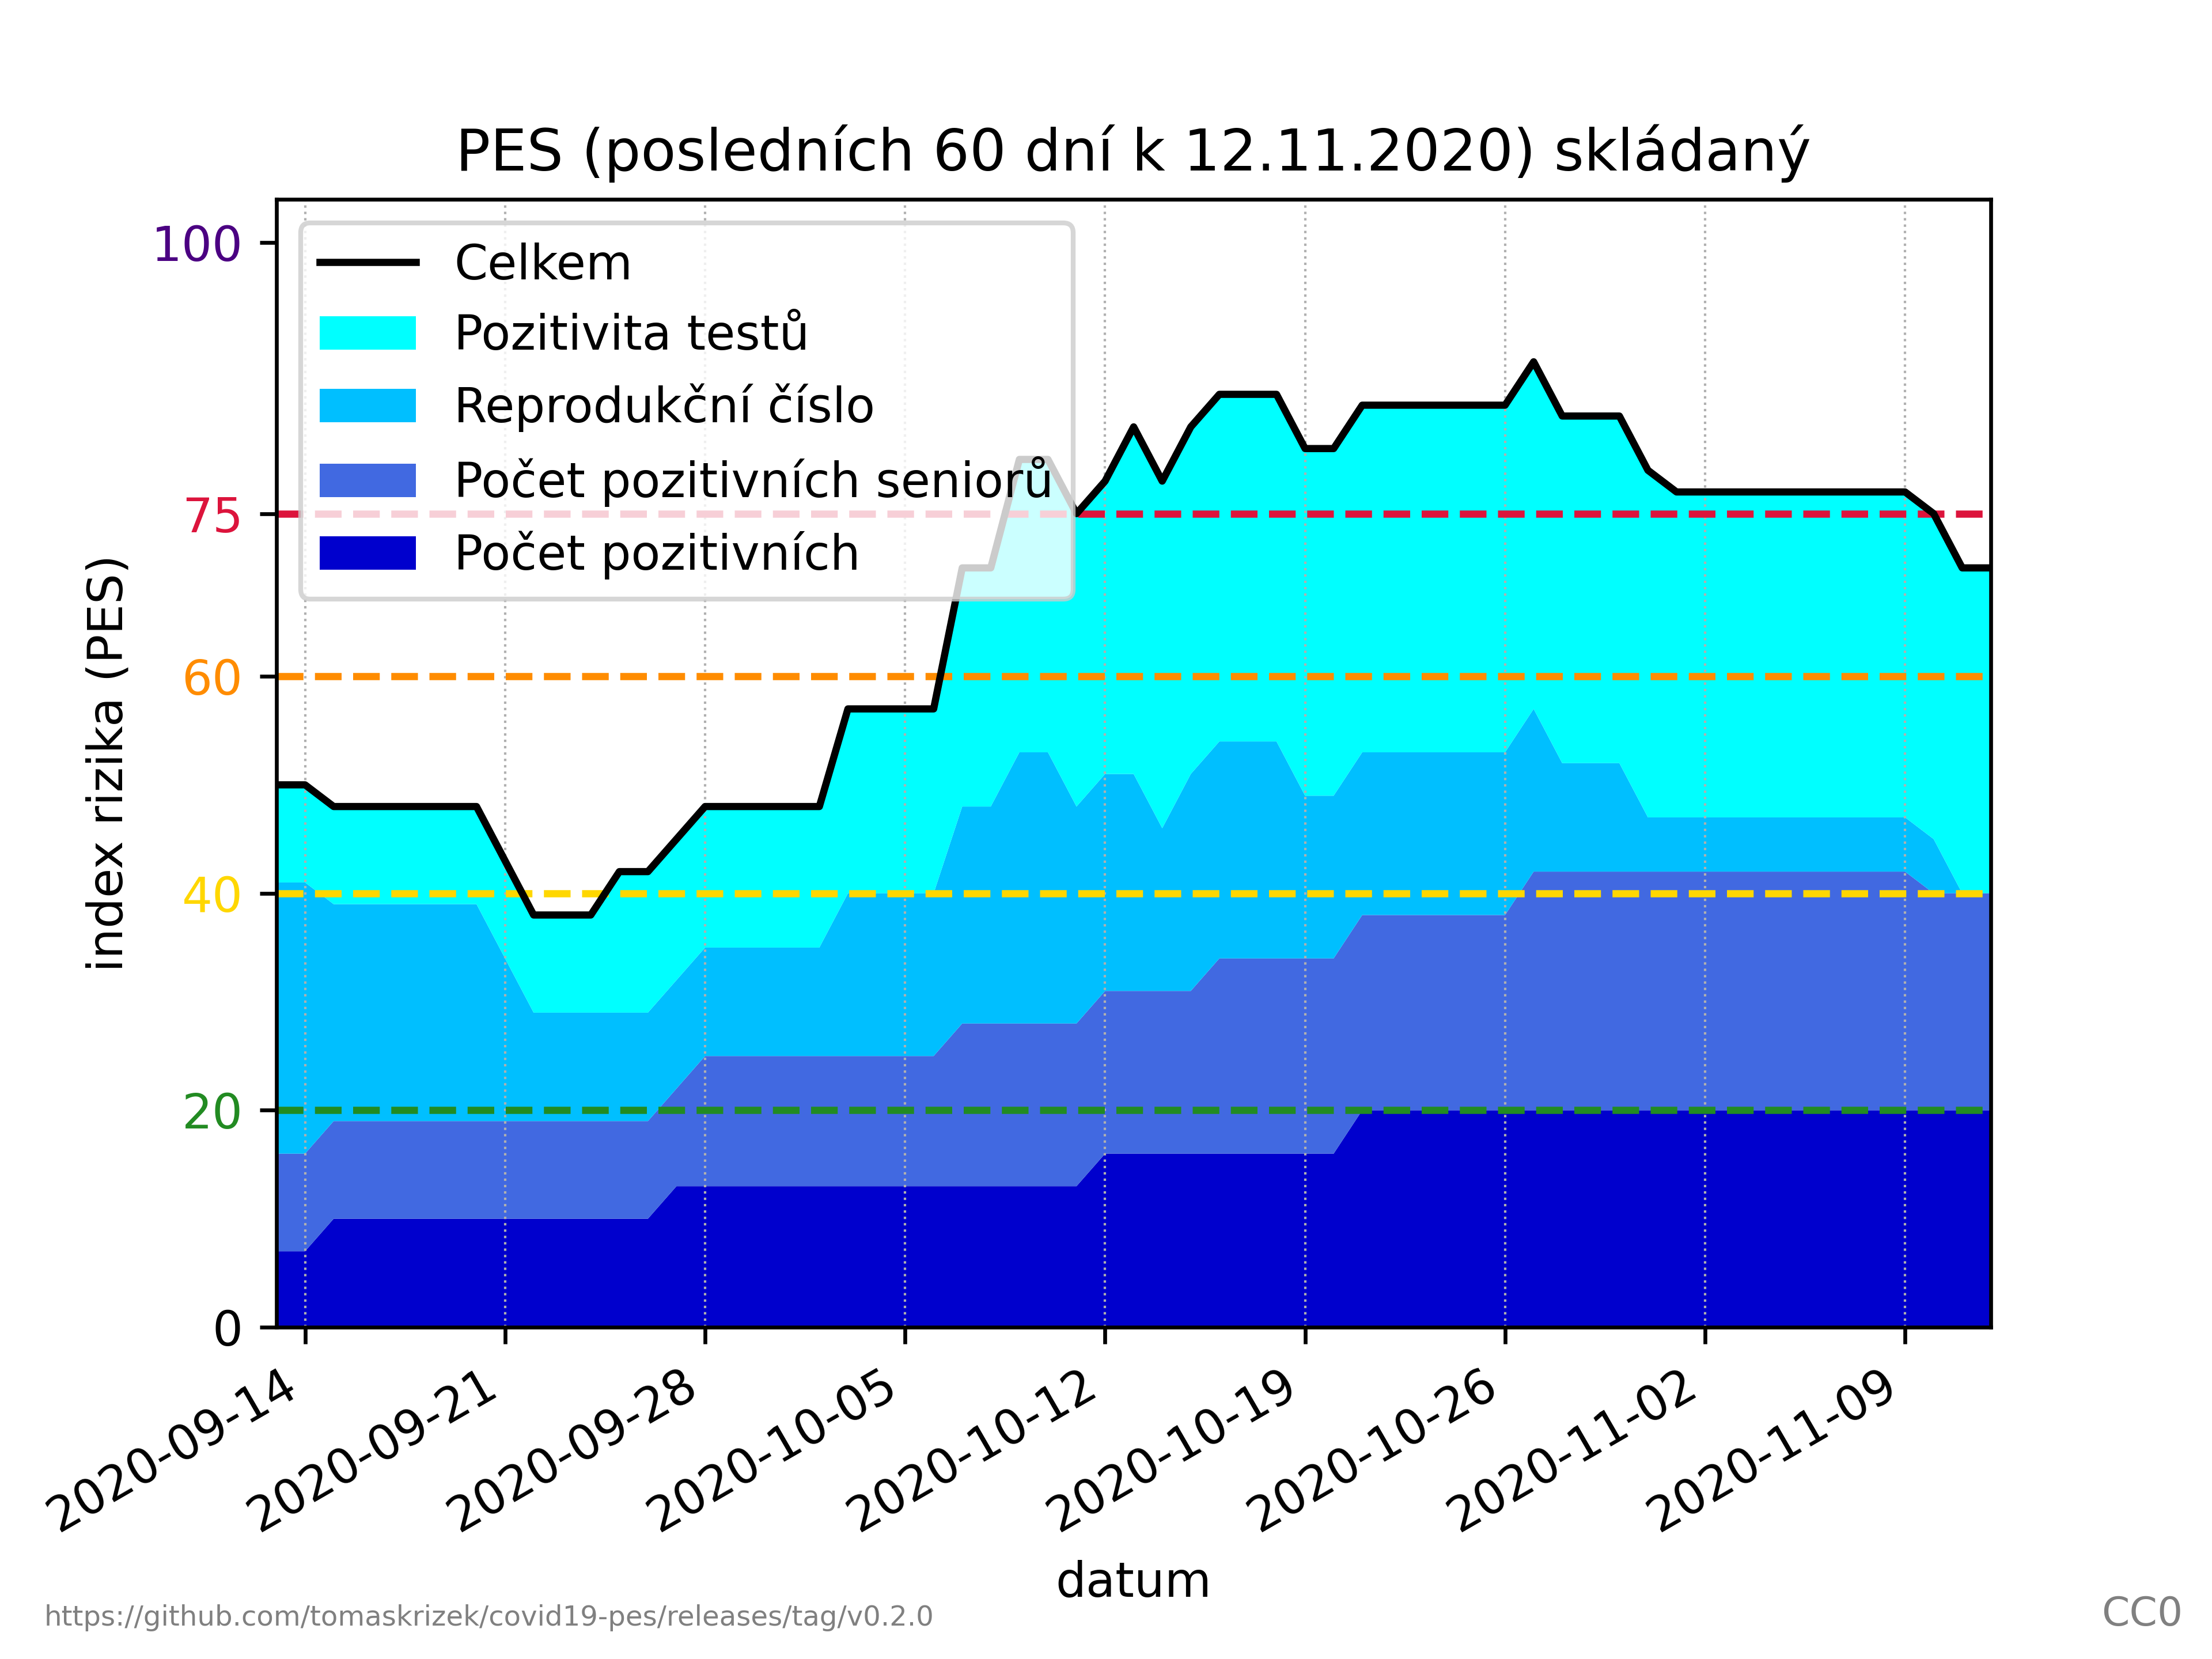 PES (posledních 60 dní k 12.11.2020) skládaný
100
75
60
40
20
0
index rizika (PES)
Celkem
Pozitivita testů
Reprodukční číslo
Počet pozitivních seniorů
Počet pozitivních
2020-09-14
2020-09-21
2020-09-28
2020-10-05
2020-10-12
2020-10-19
2020-10-26
2020-11-02
2020-11-09
datum
https://github.com/tomaskrizek/covid19-pes/releases/tag/v0.2.0
CC0